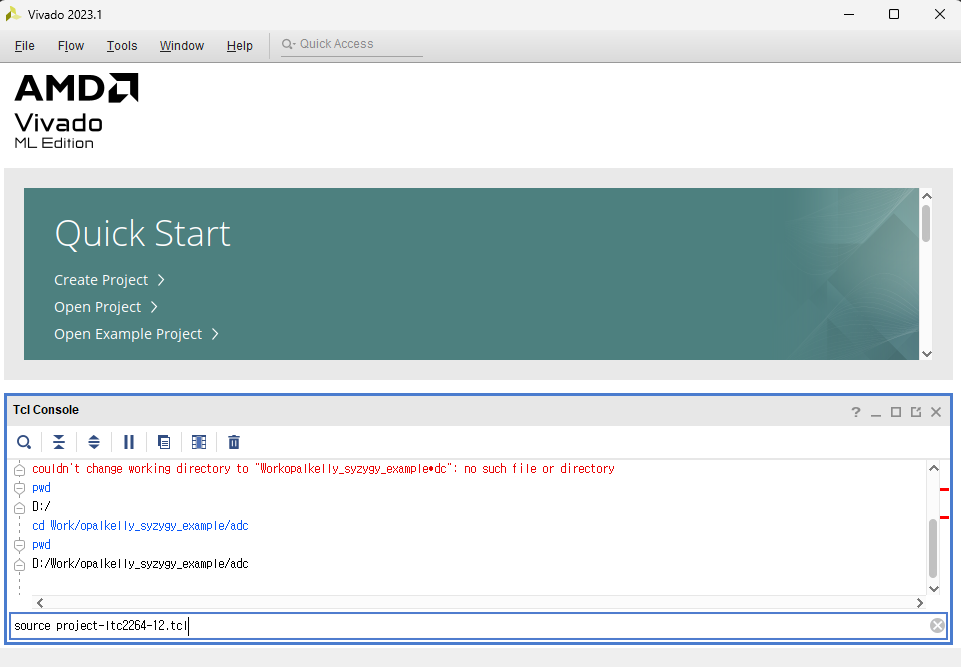 Vivado 2023.1
File Flow Tools Window Help Quick Access
AMD
Vivado
ML Edition
Quick Start
Create Project
Open Project
Open Example Project
Tcl Console
couldn't change working directory to "Workopalkelly_syzygy_example•dc": no such file or directory
pwd
D:/
cd Work/opalkelly_syzygy_example/adc
pwd
D:/Work/opalkelly_syzygy_example/adc
source project-ltc2264-12.tcl